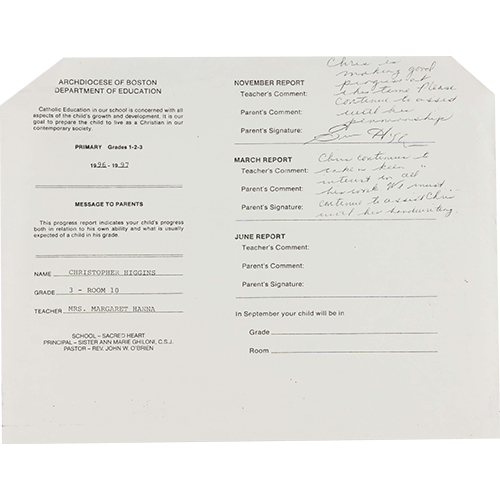 ARCHDIOCESE OF BOSTON
DEPARTMENT OF EDUCATION
Catholic Education in our school is concerned with all
aspects of the child's growth and development. It is our
goal to prepare the child to live as a Christian in our
contemporary society.
PRIMARY Grades 1-2-3
1996 - 1997
MESSAGE TO PARENTS
This progress report indicates your child's progress
both in relation to his own ability and what is usually
expected of a child in his grade.
NAME CHRISTOPHER HIGGINS
GRADE 3 - ROOM 10
TEACHER MRS. MARGARET HANNA
SCHOOL – SACRED HEART
PRINCIPAL – SISTER ANN MARIE GHILONI, C.S.J.
PASTOR – REV. JOHN W. O'BRIEN
Chris is
making good
progress at
this time. Please
continue to assist
with his
penmanship
NOVEMBER REPORT
Teacher's Comment:
Parent's Comment:
Parent's Signature:
MARCH REPORT
Teacher's Comment:
Parent's Comment:
Parent's Signature:
Chris continues to
take a keen
interest in all
his work. We must
continue to assist Chris
with his handwriting.
JUNE REPORT
Teacher's Comment:
Parent's Comment:
Parent's Signature:
In September your child will be in
Grade
Room